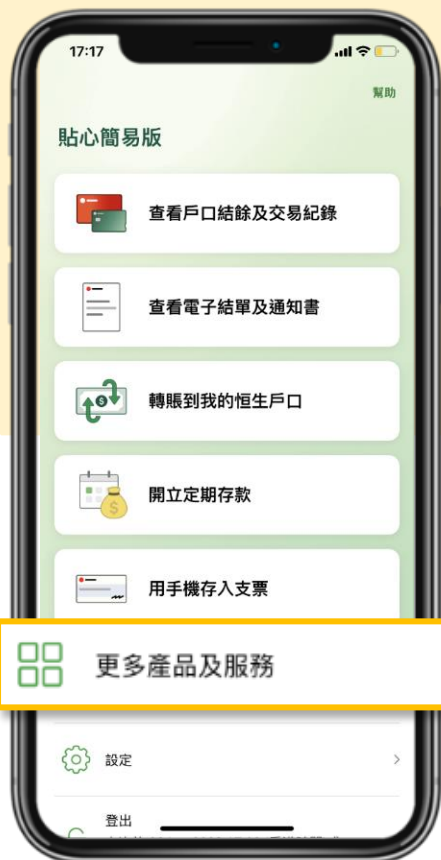 17:17
幫助
貼心簡易版
查看戶口結餘及交易紀錄
查看電子結單及通知書
轉賬到我的恒生戶口
開立定期存款
用手機存入支票
更多產品及服務
設定
登出